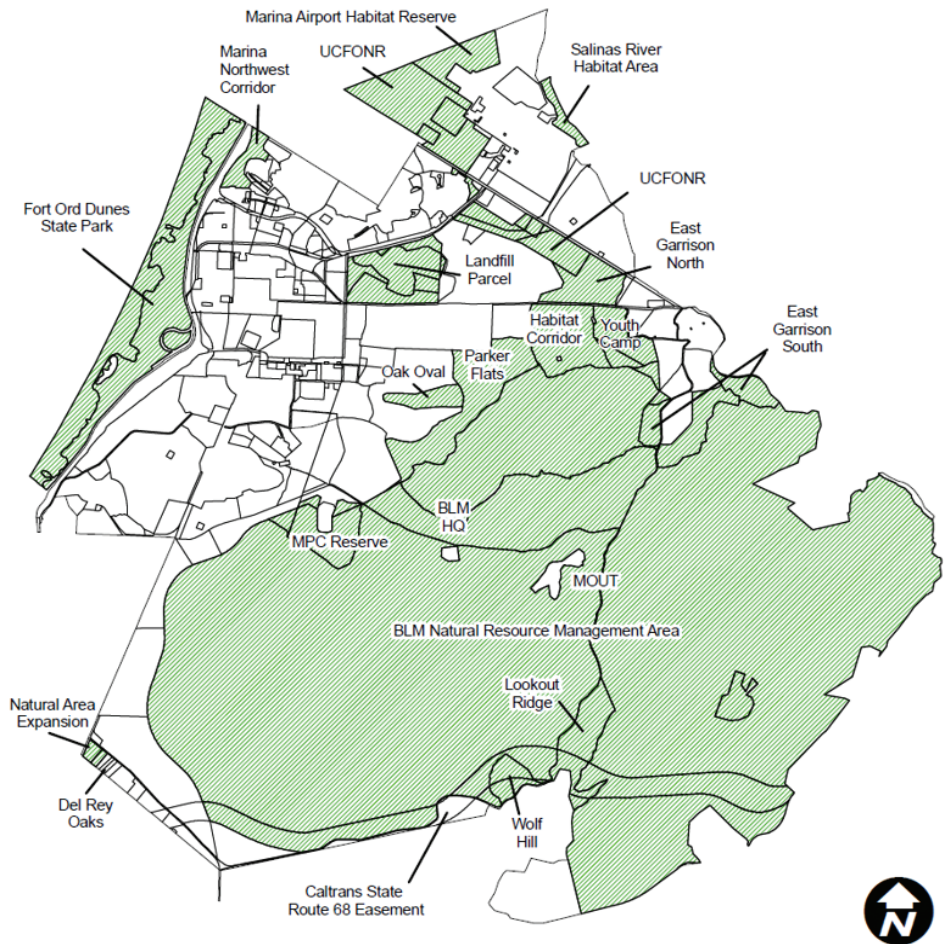 Marina Airport Habitat Reserve
Marina
Northwest
Corridor
UCFONR
Salinas River
Habitat Area
UCFONR
Fort Ord Dunes
State Park
East
Garrison
North
Landfill
Parcel
East
Garrison
South
Habitat
Corridor
Youth
Camp
Parker
Flats
Oak Oval
BLM
HQ
MPC Reserve
MOUT
BLM Natural Resource Management Area
Lookout
Ridge
Natural Area
Expansion
Del Rey
Oaks
Wolf
Hill
Caltrans State
Route 68 Easement
N